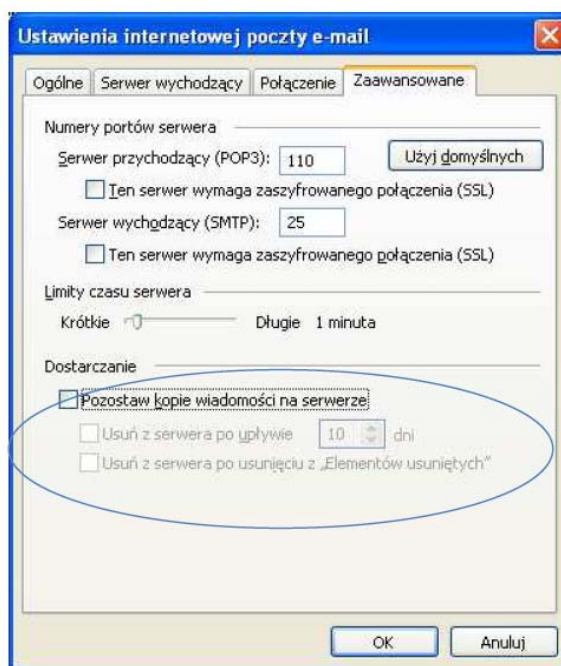 Ustawienia internetowej poczty e-mail
Ogólne Serwer wychodzący Połączenie Zaawansowane
Numery portów serwera
Serwer przychodzący (POP3): 110 Użyj domyślnych
Ten serwer wymaga zaszyfrowanego połączenia (SSL)
Serwer wychodzący (SMTP): 25
Ten serwer wymaga zaszyfrowanego połączenia (SSL)
Limity czasu serwera
Krótkie Długie 1 minuta
Dostarczanie
Pozostaw kopie wiadomości na serwerze
Usuń z serwera po upływie 10 dni
Usuń z serwera po usunięciu z „Elementów usuniętych”
OK Anuluj